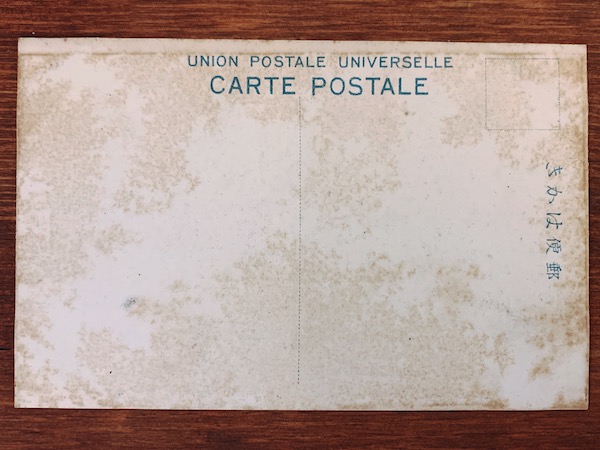 UNION POSTALE UNIVERSELLE
CARTE POSTALE
郵便はかき